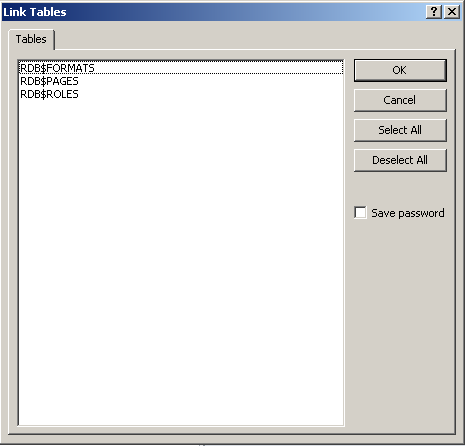 Link Tables
Tables
RDB$FORMATS
RDB$PAGES
RDB$ROLES
OK
Cancel
Select All
Deselect All
Save password